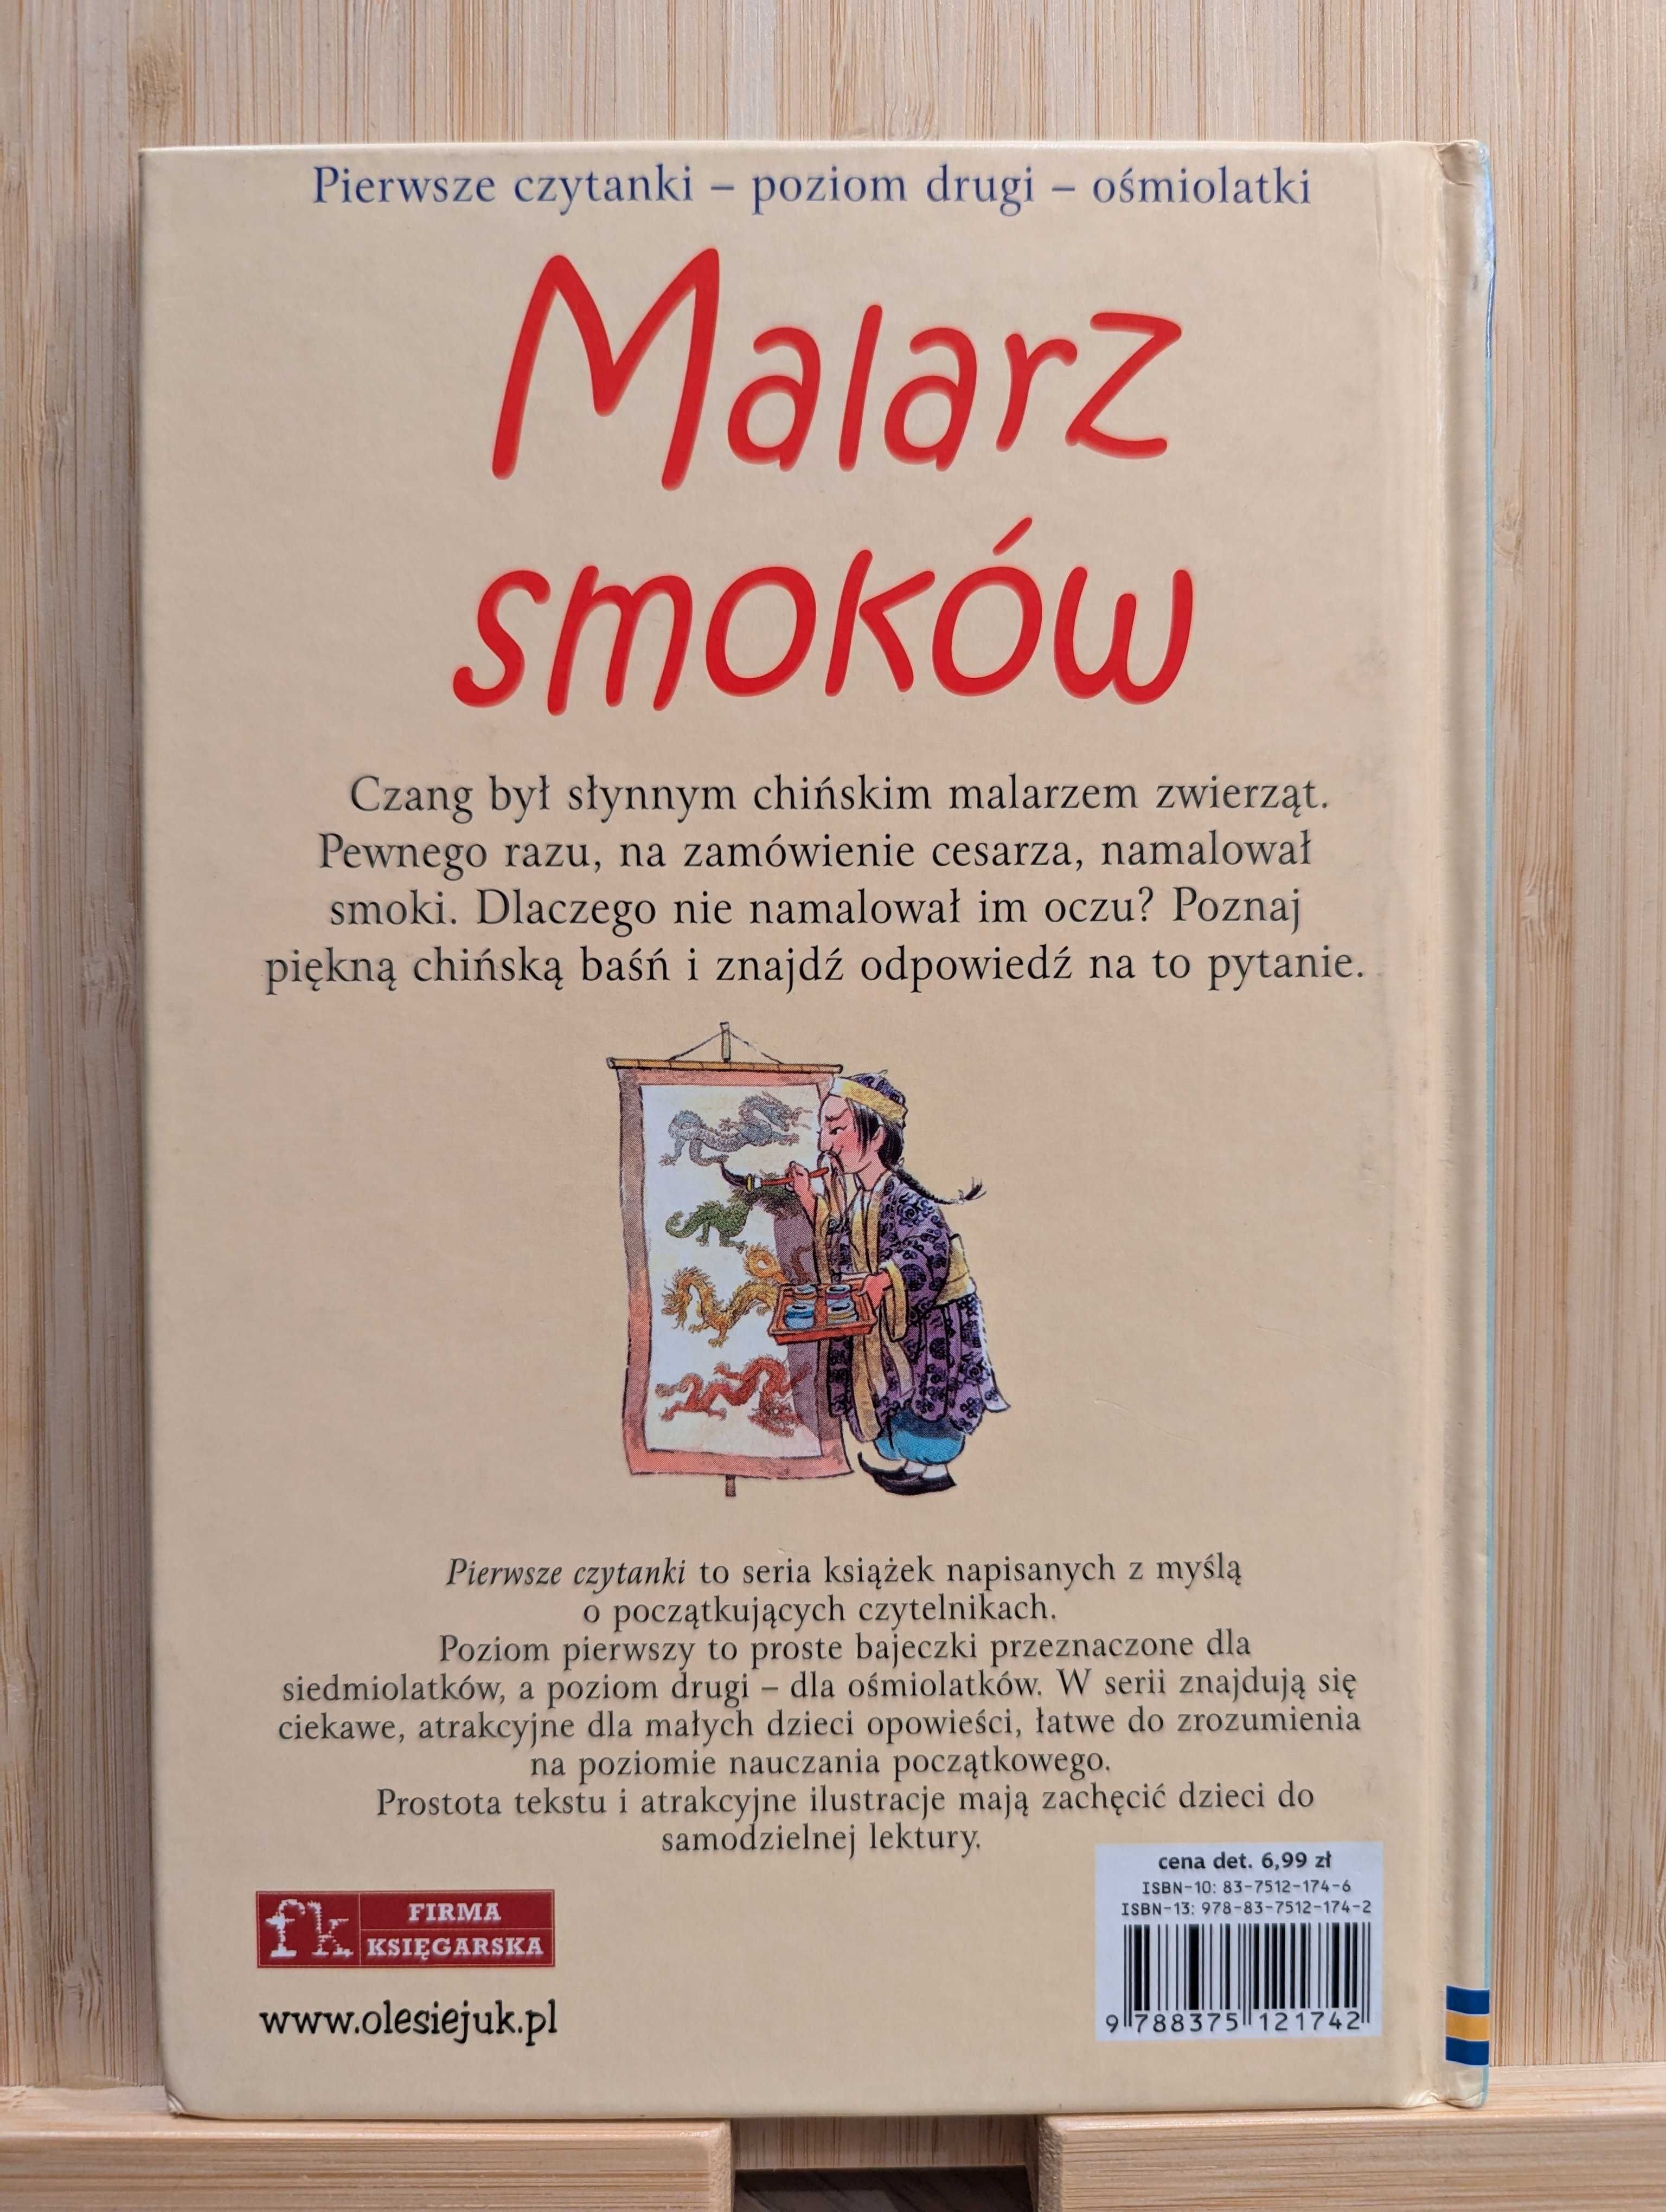 Pierwsze czytanki – poziom drugi – ośmiolatki
Malarz
smoków
Czang był słynnym chińskim malarzem zwierząt.
Pewnego razu, na zamówienie cesarza, namalował
smoki. Dlaczego nie namalował im oczu? Poznaj
piękną chińską baśń i znajdź odpowiedź na to pytanie.
Pierwsze czytanki to seria książek napisanych z myślą
o początkujących czytelnikach.
Poziom pierwszy to proste bajeczki przeznaczone dla
siedmiolatków, a poziom drugi – dla ośmiolatków. W serii znajdują się
ciekawe, atrakcyjne dla małych dzieci opowieści, łatwe do zrozumienia
na poziomie nauczania początkowego.
Prostota tekstu i atrakcyjne ilustracje mają zachęcić dzieci do
samodzielnej lektury.
fk FIRMA
KSIĘGARSKA
www.olesiejuk.pl
cena det. 6,99 zł
ISBN-10: 83-7512-174-6
ISBN-13: 978-83-7512-174-2
9 788375 121742